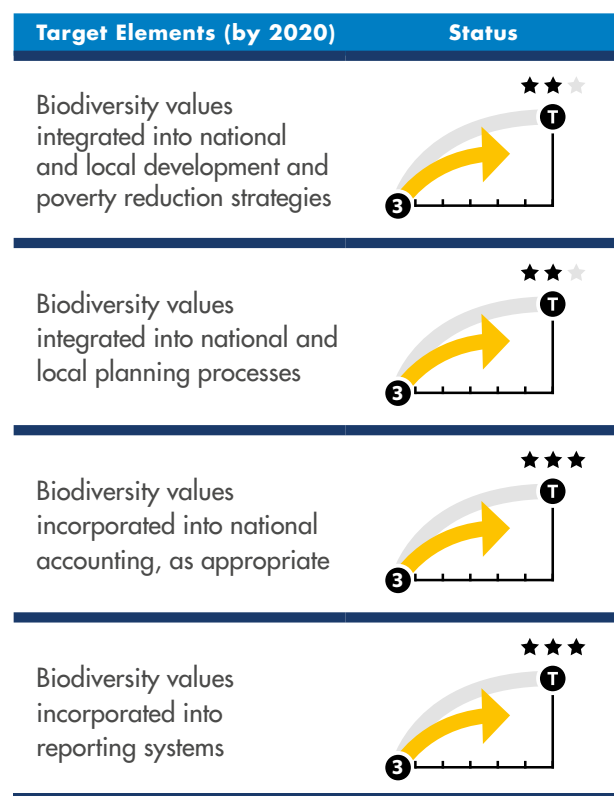 Target Elements (by 2020) Status
Biodiversity values
integrated into national
and local development and
poverty reduction strategies
T
3
Biodiversity values
integrated into national and
local planning processes
T
3
Biodiversity values
incorporated into national
accounting, as appropriate
T
3
Biodiversity values
incorporated into
reporting systems
T
3